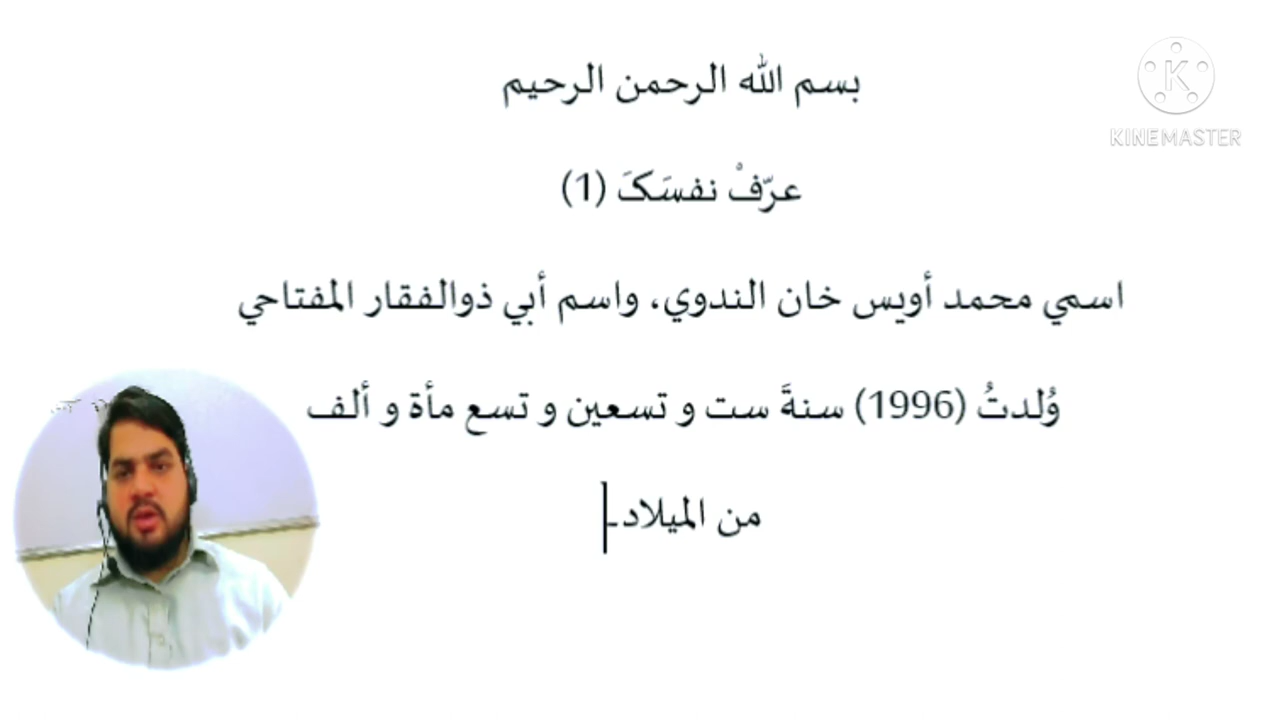 بسم الله الرحمن الرحيم
KINEMASTER
عرّفْ نفسَکَ (1)
اسمي محمد أويس خان الندوي، واسم أبي ذوالفقار المفتاحي
وُلدتُ (1996) سنةَ ست و تسعين و تسع مأة و ألف
من الميلاد۔